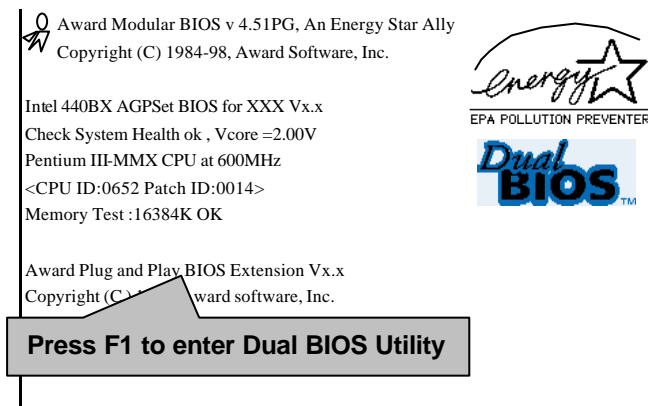 Award Modular BIOS v 4.51PG, An Energy Star Ally
Copyright (C) 1984-98, Award Software, Inc.
energy
EPA POLLUTION PREVENTER
Dual
BIOS TM
Intel 440BX AGPSet BIOS for XXX Vx.x
Check System Health ok , Vcore =2.00V
Pentium III-MMX CPU at 600MHz
<CPU ID:0652 Patch ID:0014>
Memory Test :16384K OK
Award Plug and Play BIOS Extension Vx.x
Copyright (C) ward software, Inc.
Press F1 to enter Dual BIOS Utility